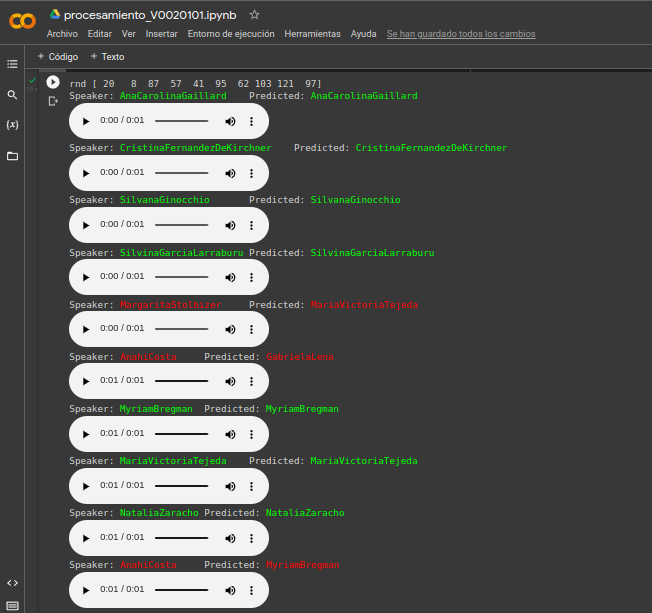 procesamiento_V0020101.ipynb
Archivo Editar Ver Insertar Entorno de ejecución Herramientas Ayuda Se han guardado todos los cambios
+ Código + Texto
rnd [ 20 8 87 57 41 95 62 103 121 97]
Speaker: AnaCarolinaGaillard Predicted: AnaCarolinaGaillard
0:00 / 0:01
Speaker: CristinaFernandezDeKirchner Predicted: CristinaFernandezDeKirchner
0:00 / 0:01
Speaker: SilvanaGinocchio Predicted: SilvanaGinocchio
0:00 / 0:01
Speaker: SilvinaGarciaLarraburu Predicted: SilvinaGarciaLarraburu
0:00 / 0:01
Speaker: MargaritaStolbizer Predicted: MariaVictoriaTejeda
0:00 / 0:01
Speaker: AnahiCosta Predicted: GabrielaLena
0:01 / 0:01
Speaker: MyriamBregman Predicted: MyriamBregman
0:01 / 0:01
Speaker: MariaVictoriaTejeda Predicted: MariaVictoriaTejeda
0:01 / 0:01
Speaker: NataliaZaracho Predicted: NataliaZaracho
0:01 / 0:01
Speaker: AnahiCosta Predicted: MyriamBregman
0:01 / 0:01